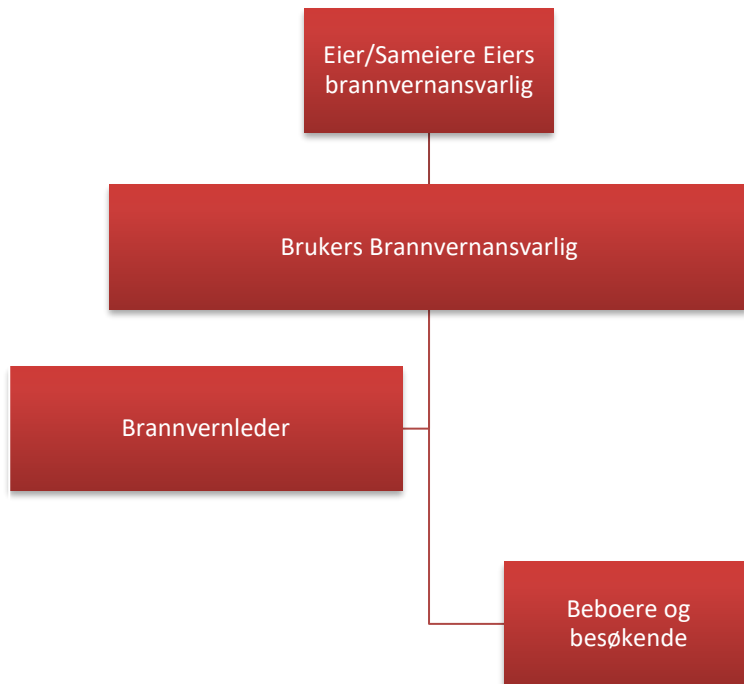 Eier/Sameiere Eiers
brannvernansvarlig
Brukers Brannvernansvarlig
Brannvernleder
Beboere og
besøkende